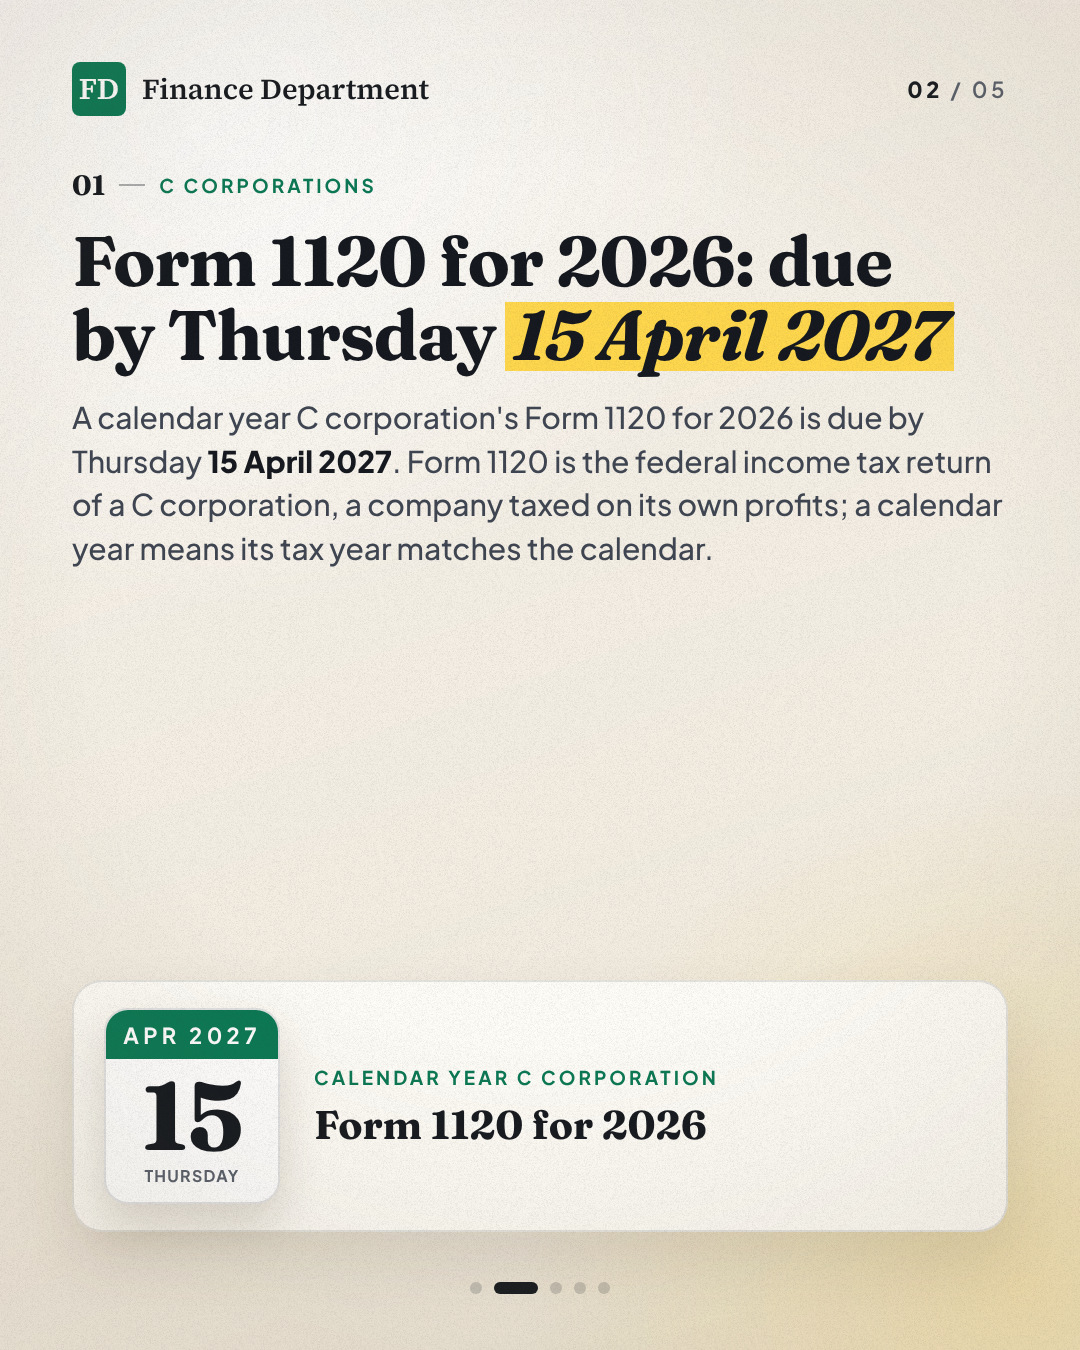 FD Finance Department
02 / 05
01 — C CORPORATIONS
Form 1120 for 2026: due
by Thursday 15 April 2027
A calendar year C corporation's Form 1120 for 2026 is due by
Thursday 15 April 2027. Form 1120 is the federal income tax return
of a C corporation, a company taxed on its own profits; a calendar
year means its tax year matches the calendar.
APR 2027
15
THURSDAY
CALENDAR YEAR C CORPORATION
Form 1120 for 2026